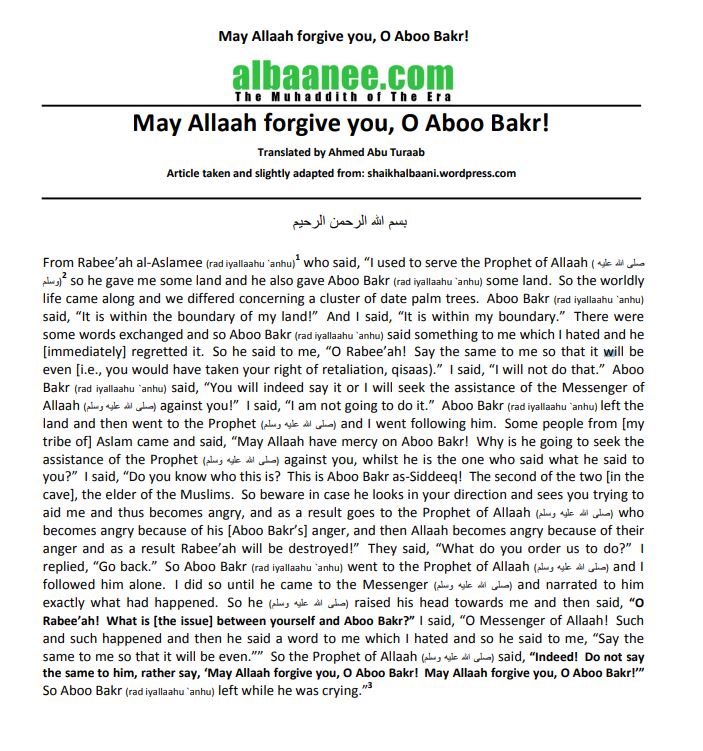 May Allaah forgive you, O Aboo Bakr!
albaanee.com
The Muhaddith of The Era
May Allaah forgive you, O Aboo Bakr!
Translated by Ahmed Abu Turaab
Article taken and slightly adapted from: shaikhalbaani.wordpress.com
بسم الله الرحمن الرحيم
From Rabee’ah al-Aslamee (rad iyallaahu `anhu)1 who said, “I used to serve the Prophet of Allaah (صلى الله عليه
وسلم)2 so he gave me some land and he also gave Aboo Bakr (rad iyallaahu `anhu) some land. So the worldly
life came along and we differed concerning a cluster of date palm trees. Aboo Bakr (rad iyallaahu `anhu)
said, “It is within the boundary of my land!” And I said, “It is within my boundary.” There were
some words exchanged and so Aboo Bakr (rad iyallaahu `anhu) said something to me which I hated and he
[immediately] regretted it. So he said to me, “O Rabee’ah! Say the same to me so that it will be
even [i.e., you would have taken your right of retaliation, qisaas).” I said, “I will not do that.” Aboo
Bakr (rad iyallaahu `anhu) said, “You will indeed say it or I will seek the assistance of the Messenger of
Allaah (صلى الله عليه وسلم) against you!” I said, “I am not going to do it.” Aboo Bakr (rad iyallaahu `anhu) left the
land and then went to the Prophet (صلى الله عليه وسلم) and I went following him. Some people from [my
tribe of] Aslam came and said, “May Allaah have mercy on Aboo Bakr! Why is he going to seek the
assistance of the Prophet (صلى الله عليه وسلم) against you, whilst he is the one who said what he said to
you?” I said, “Do you know who this is? This is Aboo Bakr as-Siddeeq! The second of the two [in the
cave], the elder of the Muslims. So beware in case he looks in your direction and sees you trying to
aid me and thus becomes angry, and as a result goes to the Prophet of Allaah (صلى الله عليه وسلم) who
becomes angry because of his [Aboo Bakr’s] anger, and then Allaah becomes angry because of their
anger and as a result Rabee’ah will be destroyed!” They said, “What do you order us to do?” I
replied, “Go back.” So Aboo Bakr (rad iyallaahu `anhu) went to the Prophet of Allaah (صلى الله عليه وسلم) and I
followed him alone. I did so until he came to the Messenger (صلى الله عليه وسلم) and narrated to him
exactly what had happened. So he (صلى الله عليه وسلم) raised his head towards me and then said, “O
Rabee’ah! What is [the issue] between yourself and Aboo Bakr?” I said, “O Messenger of Allaah! Such
and such happened and then he said a word to me which I hated and so he said to me, “Say the
same to me so that it will be even.”” So the Prophet of Allaah (صلى الله عليه وسلم) said, “Indeed! Do not say
the same to him, rather say, ‘May Allaah forgive you, O Aboo Bakr! May Allaah forgive you, O Aboo Bakr!’”
So Aboo Bakr (rad iyallaahu `anhu) left while he was crying.”3